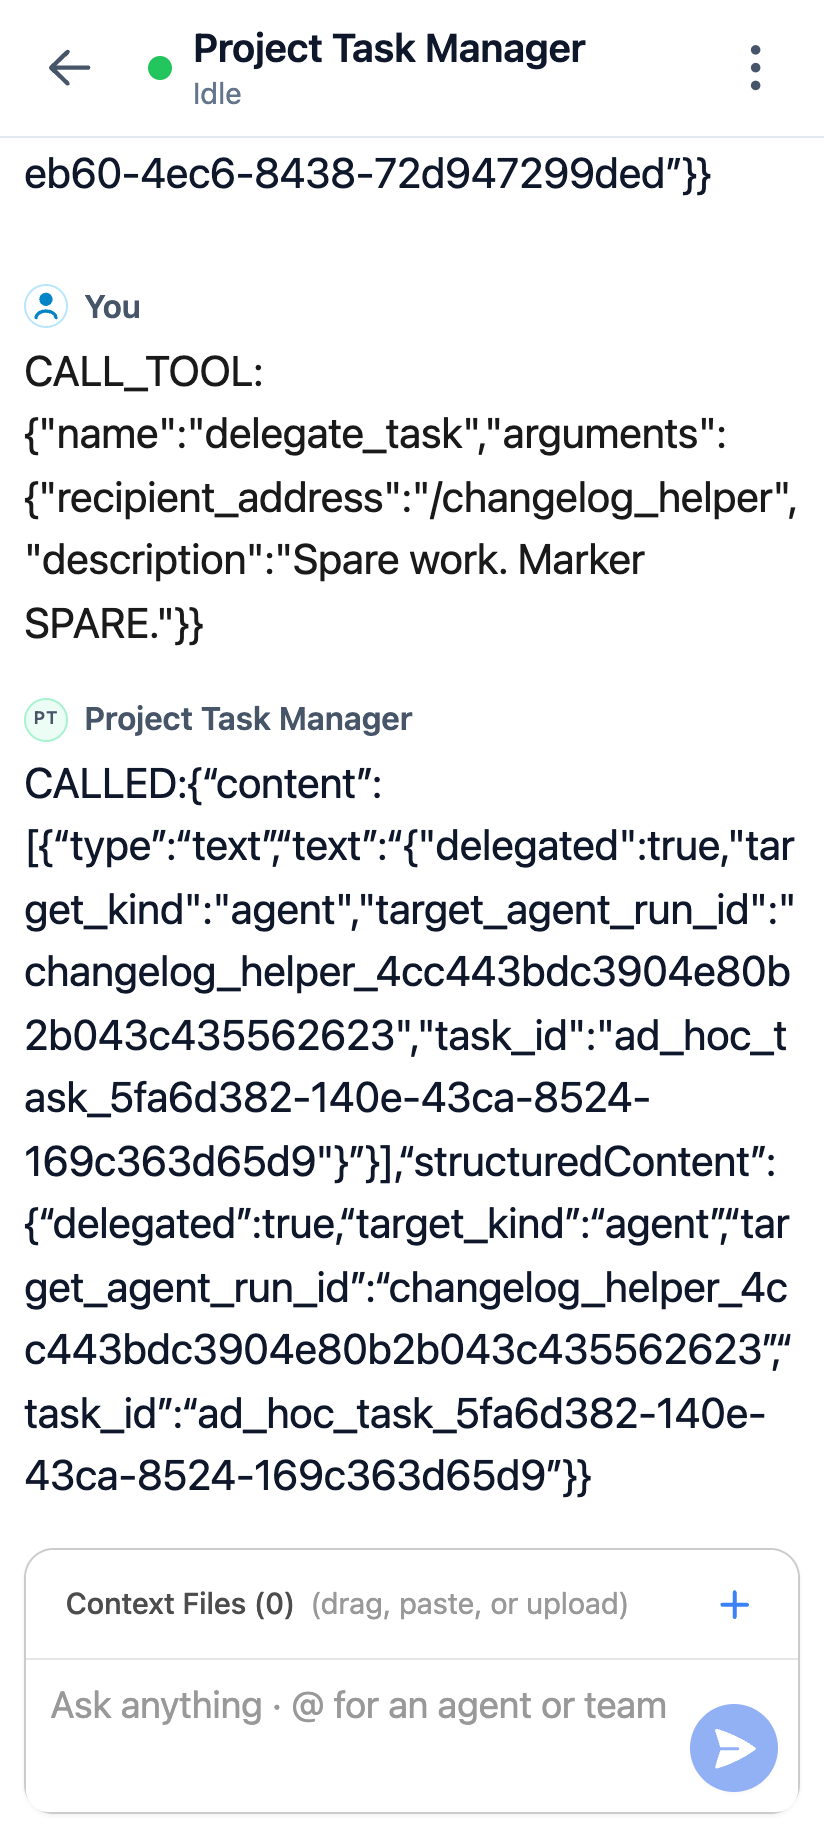 Project Task Manager
Idle
eb60-4ec6-8438-72d947299ded”}}
You
CALL_TOOL:
{"name":"delegate_task","arguments":
{"recipient_address":"/changelog_helper",
"description":"Spare work. Marker
SPARE."}}
PT Project Task Manager
CALLED:{“content”:
[{“type”:“text”,“text”:“{"delegated":true,"tar
get_kind":"agent","target_agent_run_id":"
changelog_helper_4cc443bdc3904e80b
2b043c435562623","task_id":"ad_hoc_t
ask_5fa6d382-140e-43ca-8524-
169c363d65d9"}”}],“structuredContent”:
{“delegated”:true,“target_kind”:“agent”,“tar
get_agent_run_id”:“changelog_helper_4c
c443bdc3904e80b2b043c435562623”,“
task_id”:“ad_hoc_task_5fa6d382-140e-
43ca-8524-169c363d65d9”}}
Context Files (0) (drag, paste, or upload)
Ask anything · @ for an agent or team